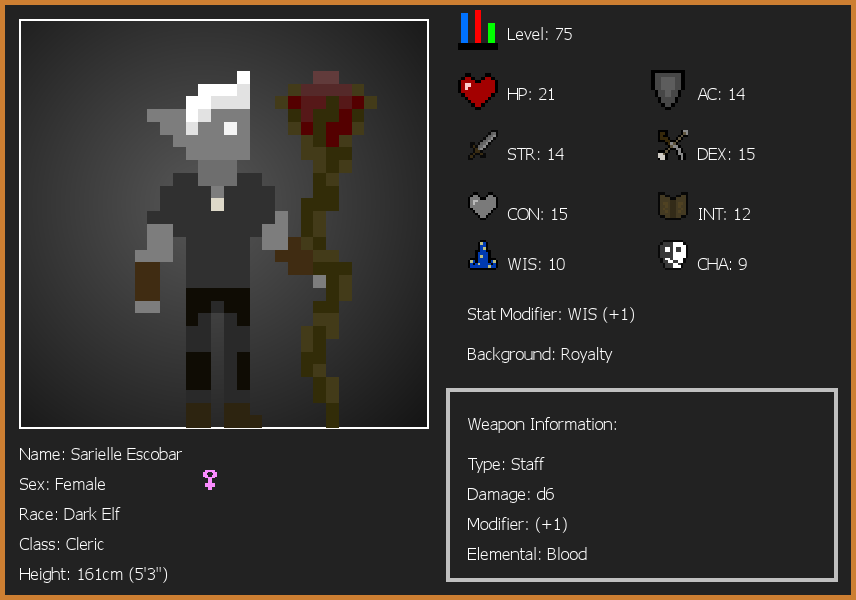 Level: 75
HP: 21
AC: 14
STR: 14
DEX: 15
CON: 15
INT: 12
WIS: 10
CHA: 9
Stat Modifier: WIS (+1)
Background: Royalty
Weapon Information:
Type: Staff
Damage: d6
Modifier: (+1)
Elemental: Blood
Name: Sarielle Escobar
Sex: Female
Race: Dark Elf
Class: Cleric
Height: 161cm (5'3")